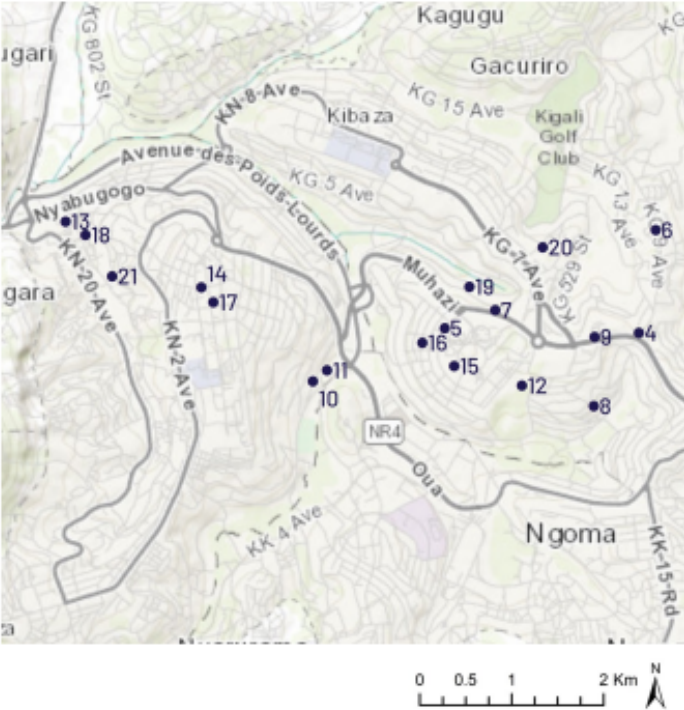 Kagugu
KG
ugari
KG 802 St
Gacuriro
KN-8-Ave
KG 15 Ave
Kibaza
Kigali
Golf
Club
Avenue-des-Poids-Lourds
KG 5 Ave
KG 13 Ave
KG 9 Ave
Nyabugogo
13
18
6
20
KG-7-Ave
KG 529 St
KN-20-Ave
21
14
17
gara
Muhazi
19
7
5
16
9
4
KN-2-Ave
15
11
10
12
8
NR4
Oua
KK 4 Ave
Ngoma
KK-15-Rd
0 0.5 1 2 Km
N